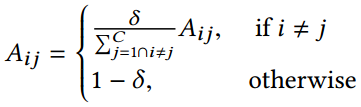 A_{ij} = \begin{cases} \frac{\delta}{\sum_{j=1 \cap i \neq j}^{C}} A_{ij}, & \text{if } i \neq j \\ 1 - \delta, & \text{otherwise} \end{cases}